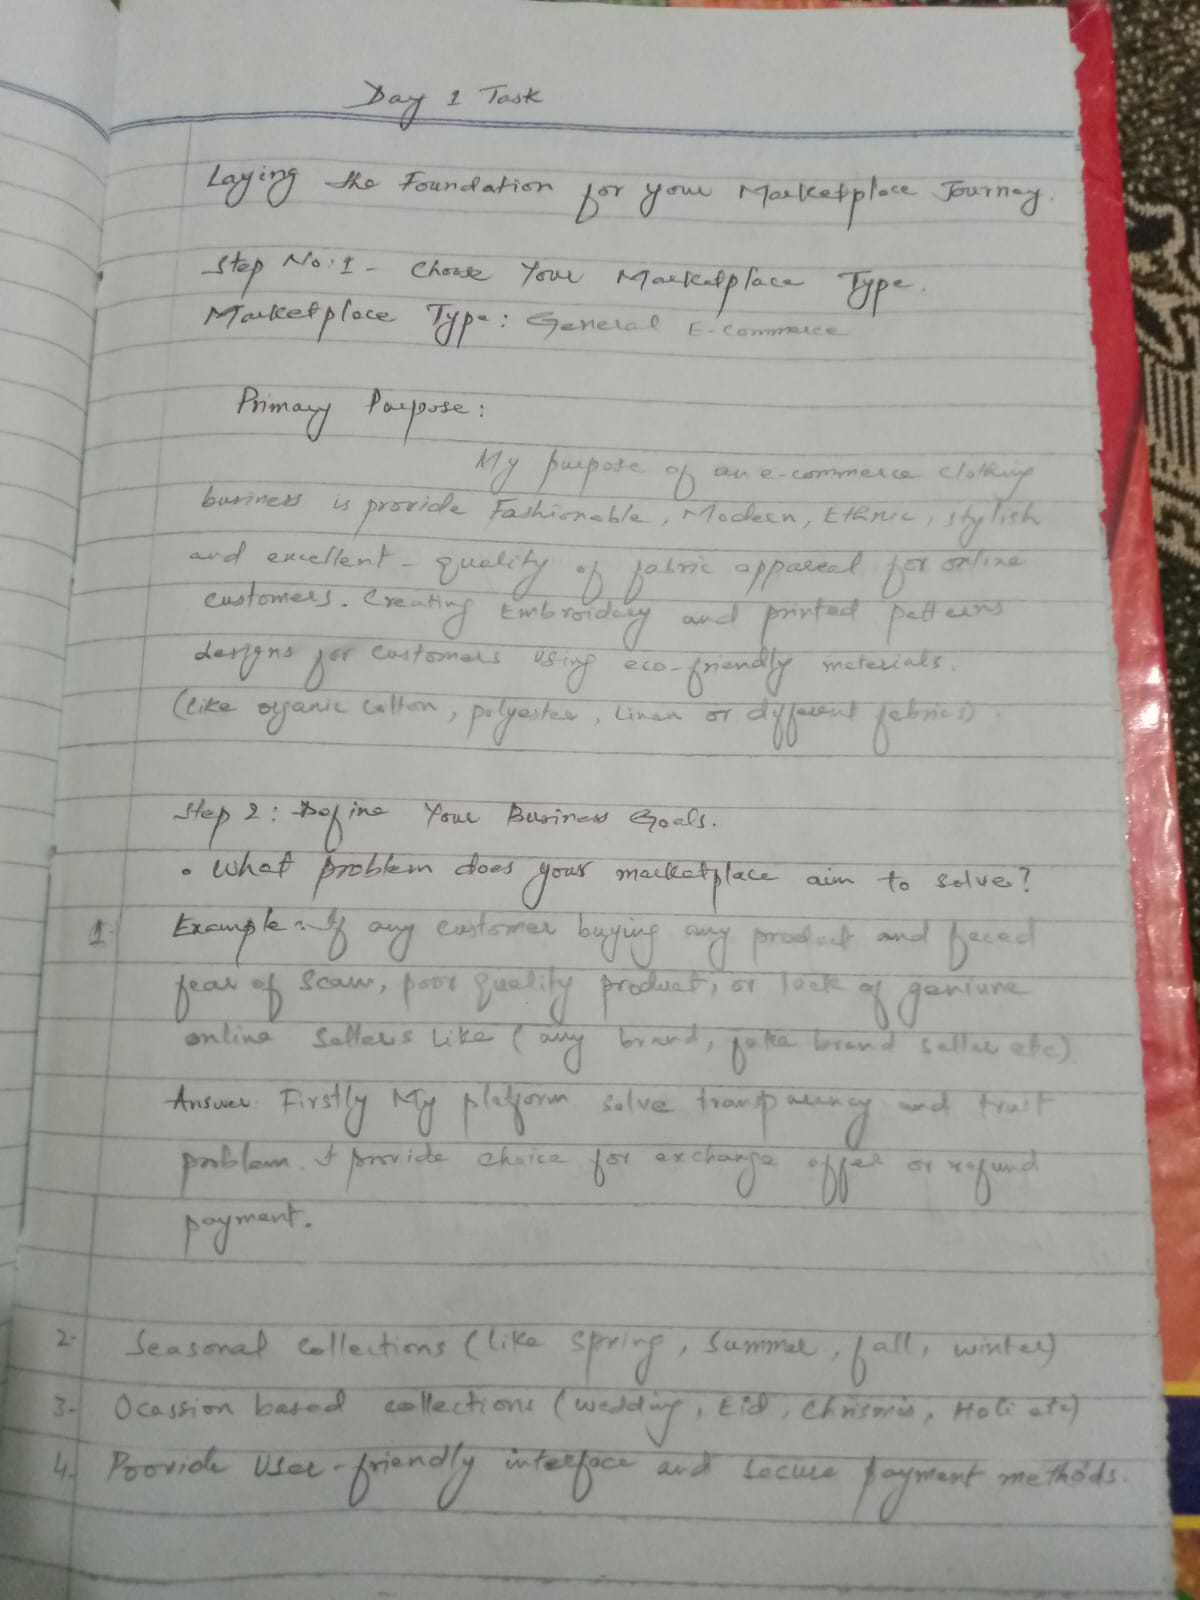 Day 1 Task
Laying the Foundation for your Marketplace Journey.
Step No:1 - Choose Your Marketplace Type.
Marketplace Type: General E-commerce
Primary Purpose:
My purpose of an e-commerce clothing
business is provide Fashionable, Modern, Ethnic, stylish
and excellent - quality of fabric appareal for online
customers. Creating Embroidery and printed patterns
designs for customers using eco-friendly materials.
(like organic cotton, polyester, Linen or different fabrics).
Step 2: Define Your Business Goals.
• What problem does your marketplace aim to solve?
1- Example:- If any customer buying any product and faced
fear of Scam, poor quality product, or lack of geniune
online Sellers Like (any brand, fake brand seller etc).
Answer: Firstly My platform solve transparency and trust
problem. I provide choice for exchange offer or refund
payment.
2- Seasonal Collections (like Spring, Summer, fall, winter)
3- Ocassion based collections (wedding, Eid, Chrismis, Holi etc)
4- Provide User-friendly interface and secure payment methods.